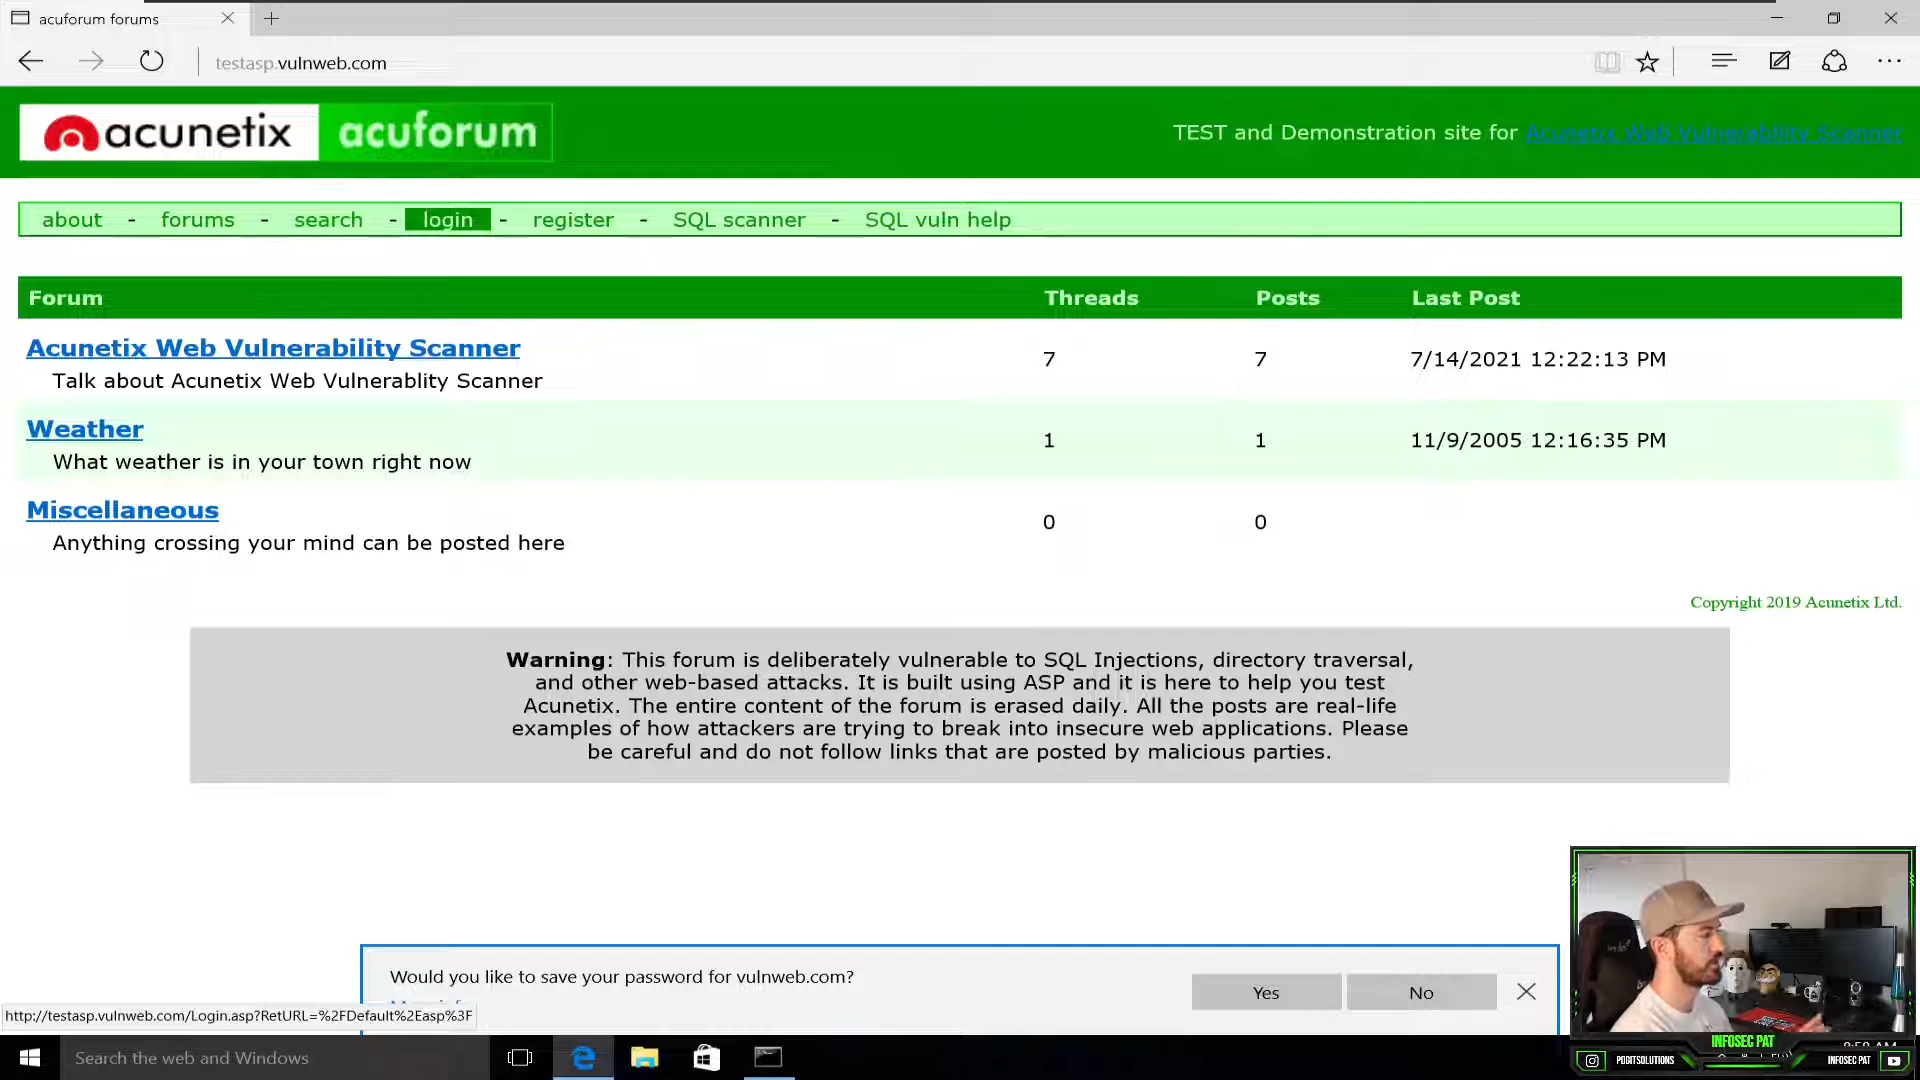 acuforum forums
testasp.vulnweb.com
acunetix acuforum
TEST and Demonstration site for Acunetix Web Vulnerability Scanner
about - forums - search - login - register - SQL scanner - SQL vuln help
Forum Threads Posts Last Post
Acunetix Web Vulnerability Scanner
Talk about Acunetix Web Vulnerablity Scanner
7 7 7/14/2021 12:22:13 PM
Weather
What weather is in your town right now
1 1 11/9/2005 12:16:35 PM
Miscellaneous
Anything crossing your mind can be posted here
0 0
Copyright 2019 Acunetix Ltd.
Warning: This forum is deliberately vulnerable to SQL Injections, directory traversal,
and other web-based attacks. It is built using ASP and it is here to help you test
Acunetix. The entire content of the forum is erased daily. All the posts are real-life
examples of how attackers are trying to break into insecure web applications. Please
be careful and do not follow links that are posted by malicious parties.
Would you like to save your password for vulnweb.com?
Yes No
http://testasp.vulnweb.com/Login.asp?RetURL=%2FDefault%2Easp%3F
Search the web and Windows
INFOSEC PAT
PODITSOLUTIONS
INFOSEC PAT